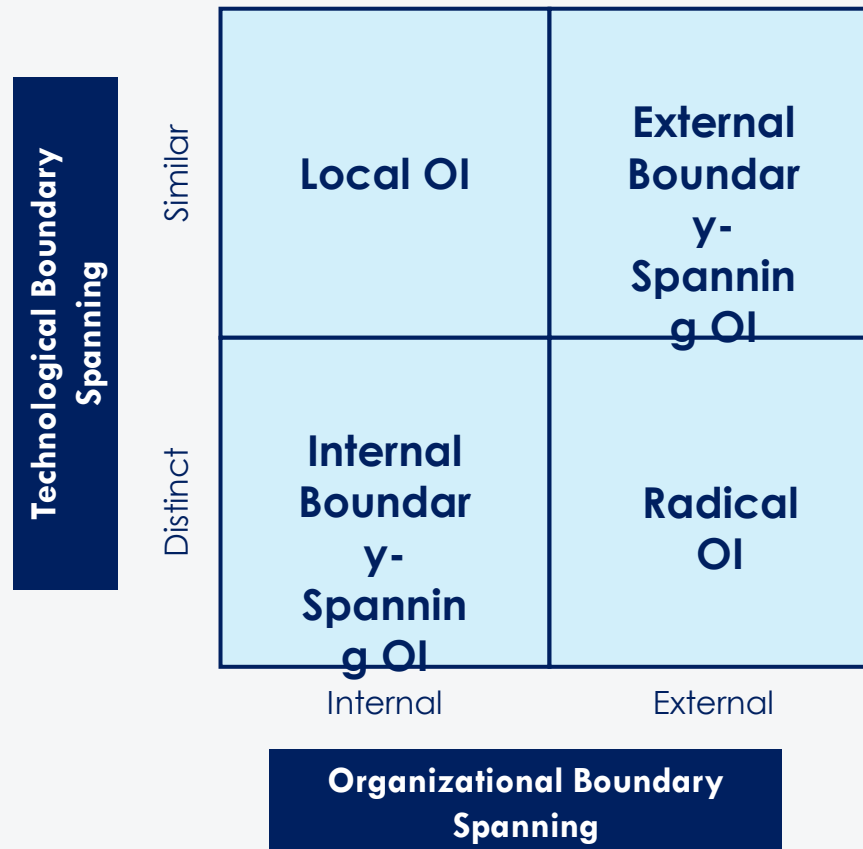 Technological Boundary
Spanning
Similar
Distinct
Local OI
External
Boundar
y-
Spannin
g OI
Internal
Boundar
y-
Spannin
g OI
Radical
OI
Internal
External
Organizational Boundary
Spanning